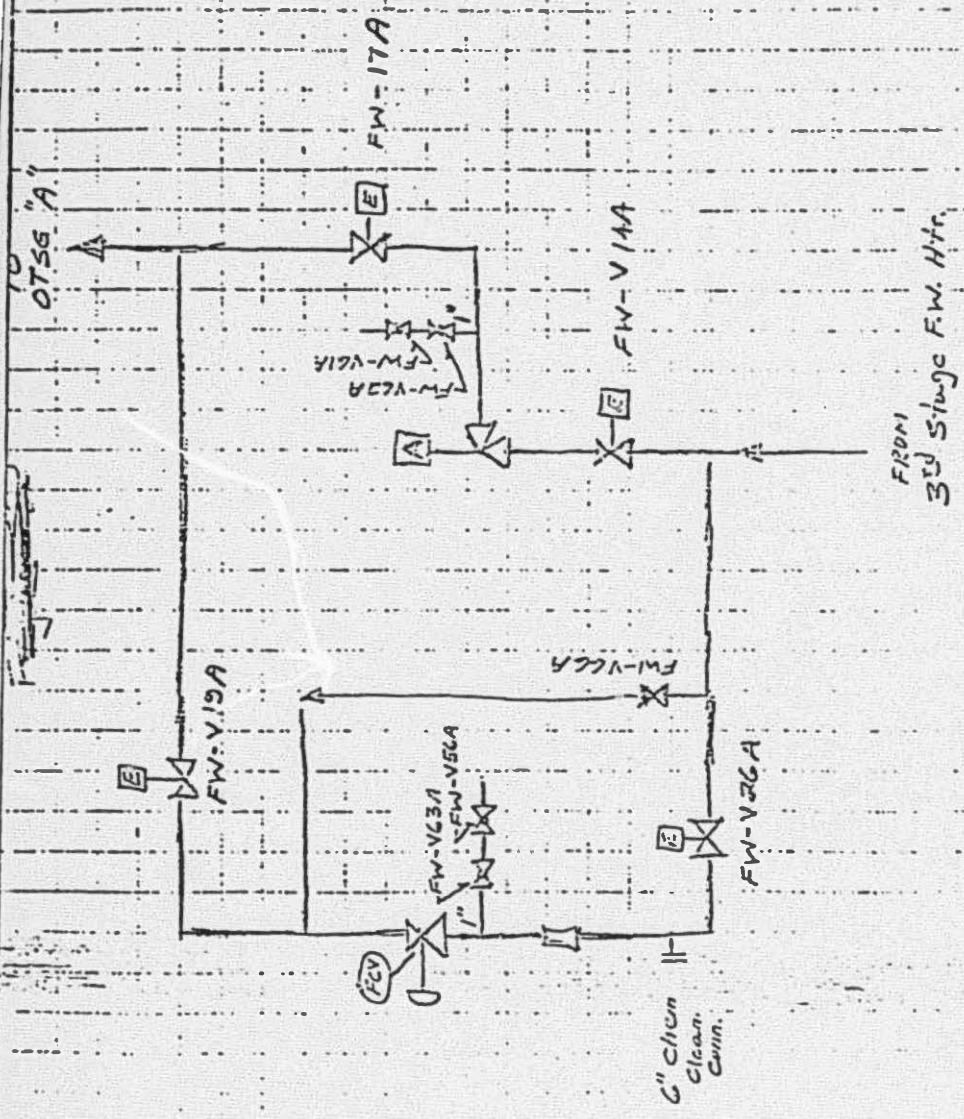 TO
OTSG "A"
FW-17A
E
FW-V61A
FW-V62A
1"
A
E
FW-V14A
FROM
3rd Stage F.W. Htr.
E
FW-V19A
FW-V66A
FW-V63A
FW-V56A
1"
E
FW-V26A
FCV
6" Chem
Clean.
Conn.